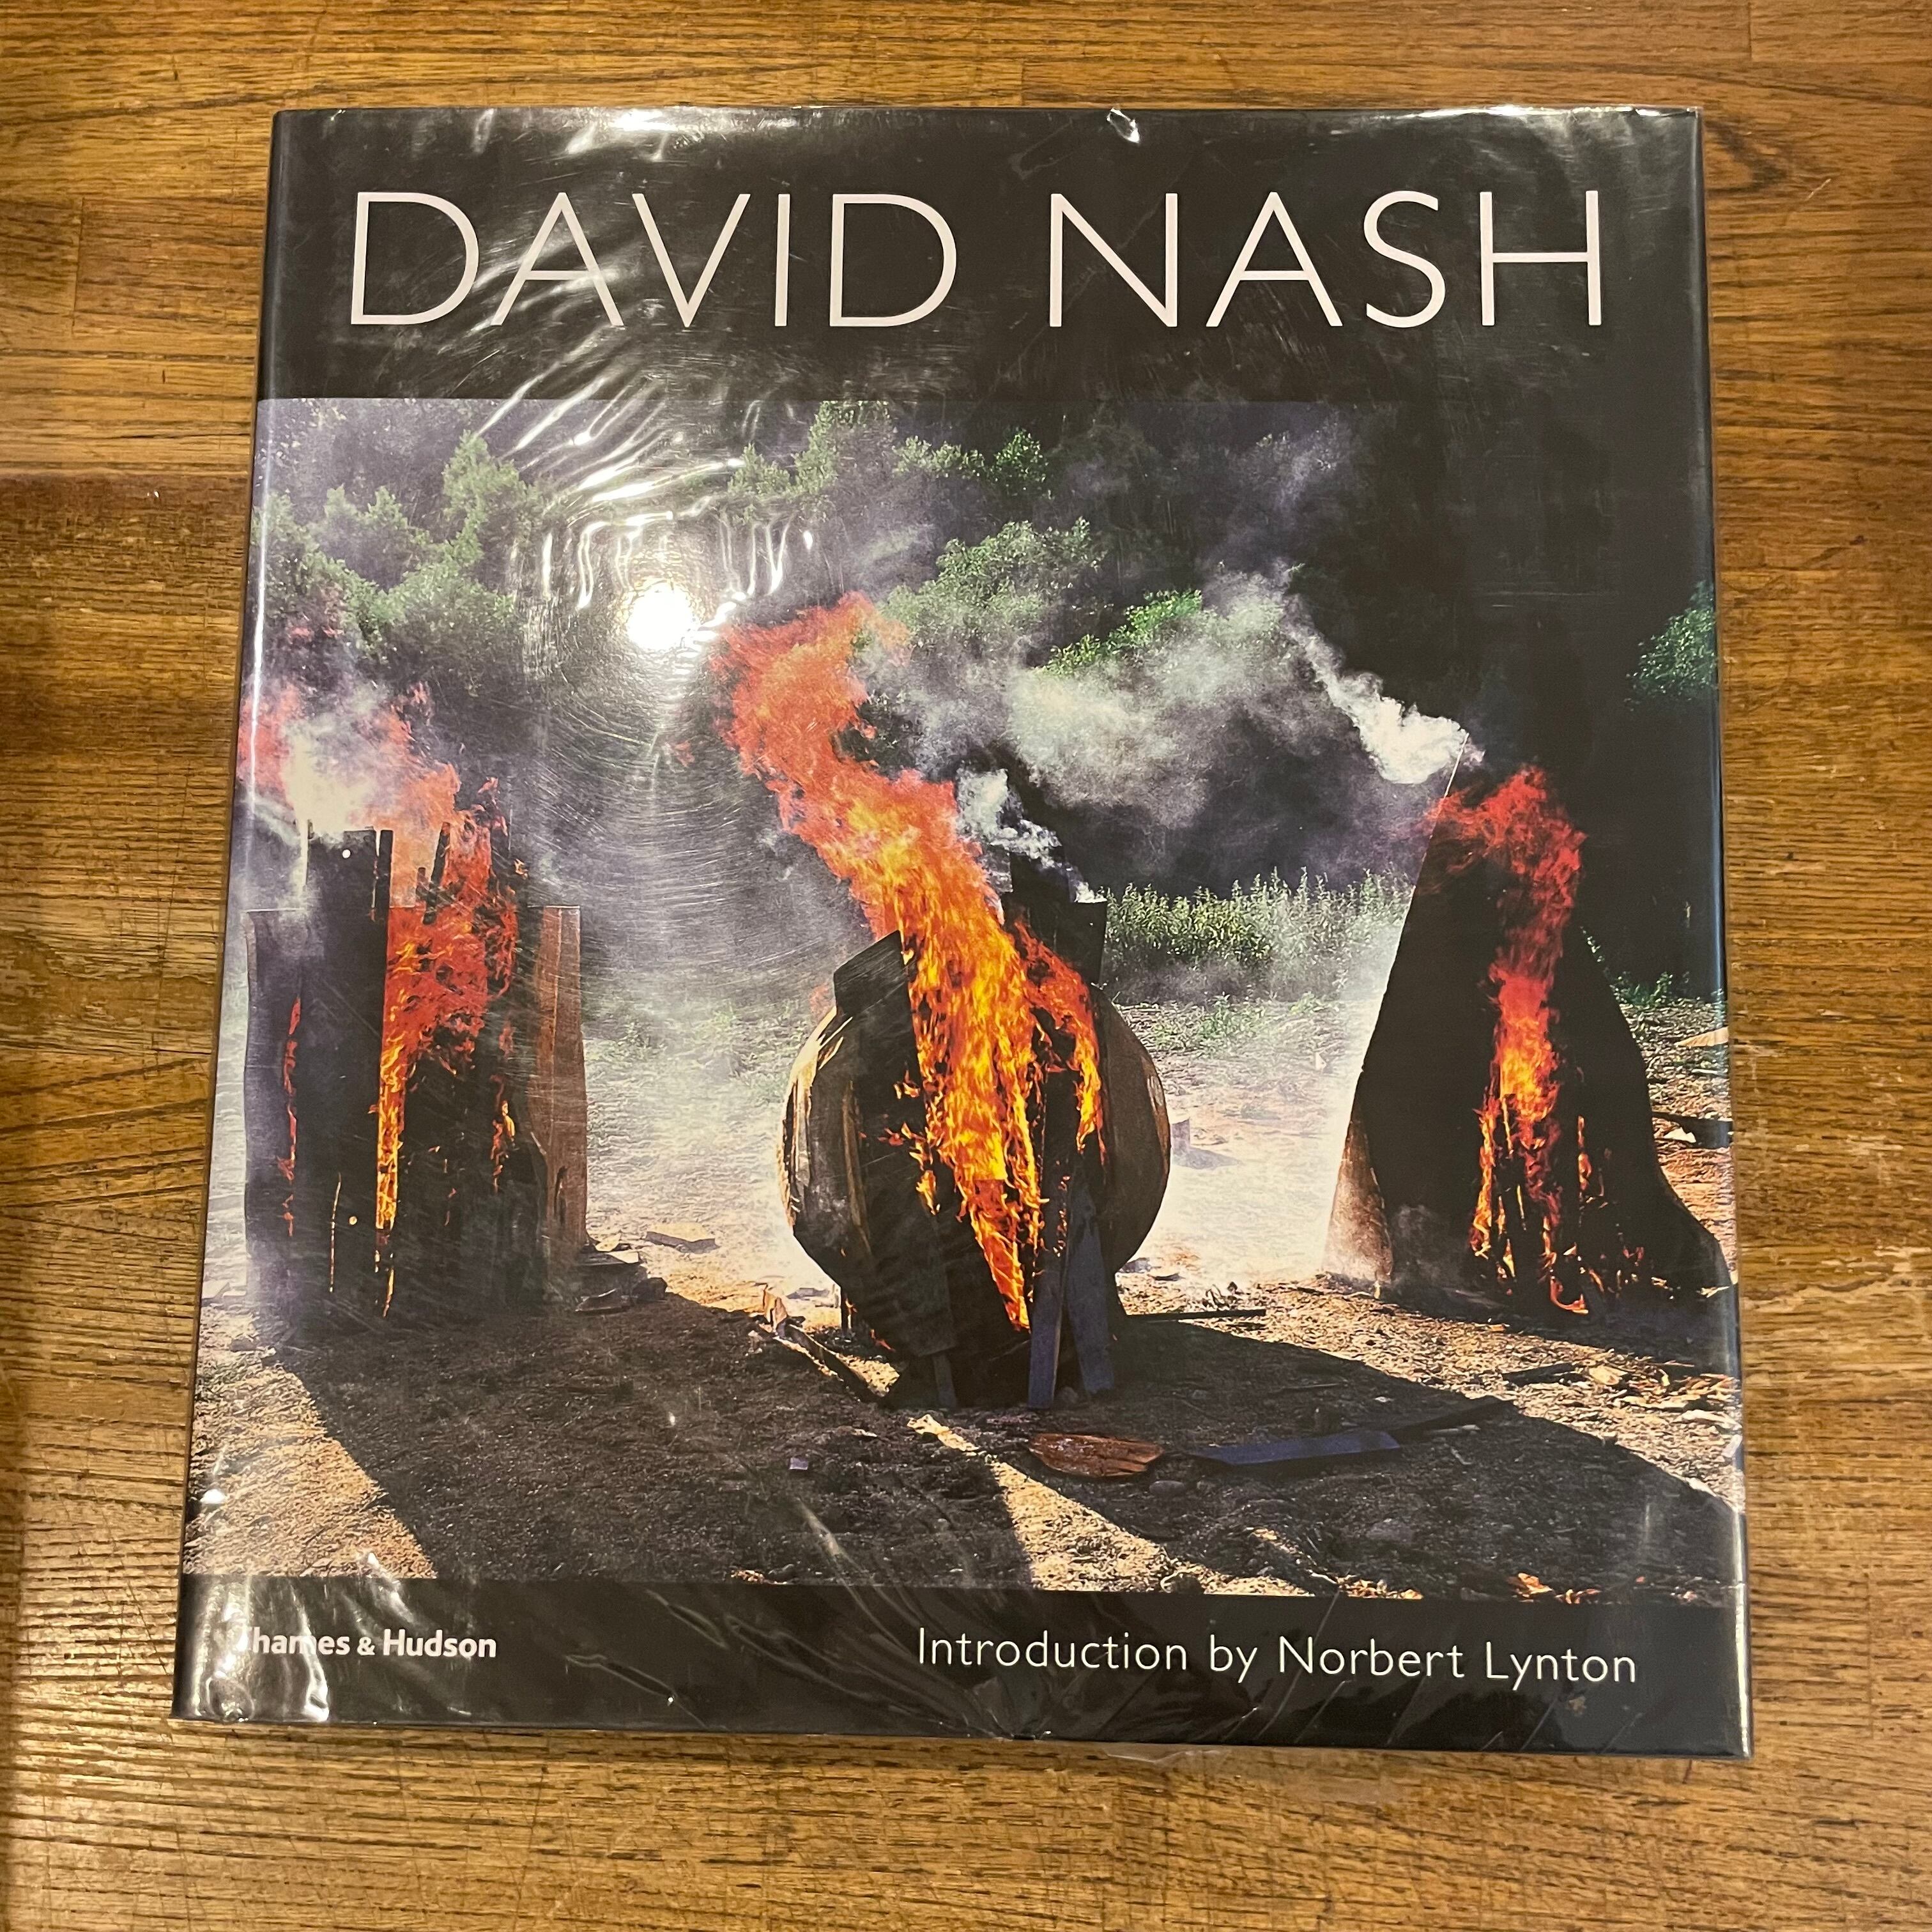 DAVID NASH
Thames & Hudson
Introduction by Norbert Lynton